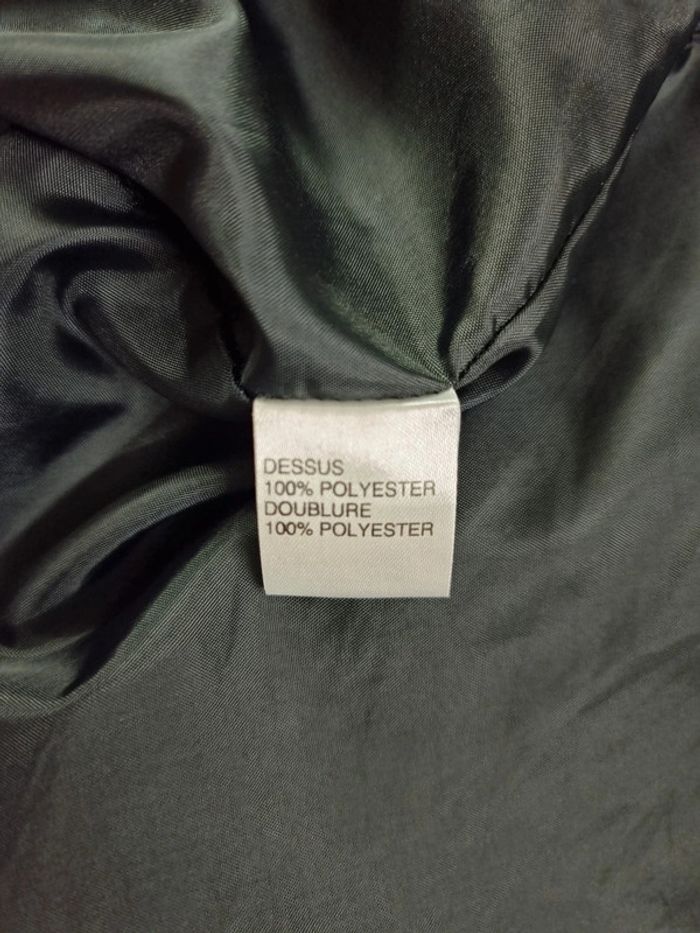 DESSUS
100% POLYESTER
DOUBLURE
100% POLYESTER